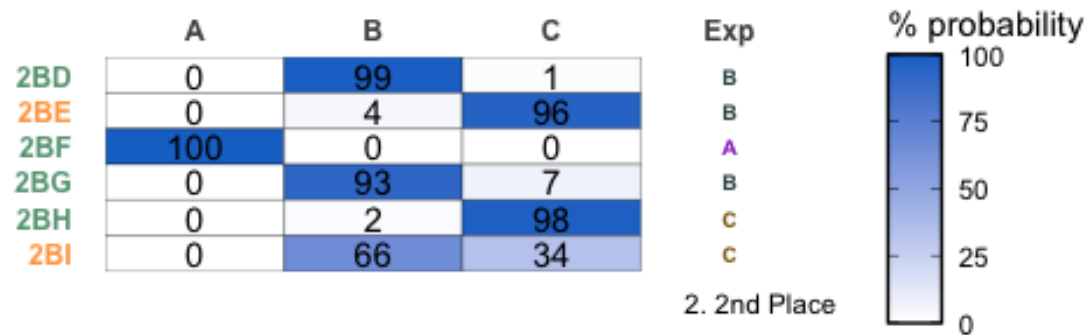 A B C Exp % probability
2BD 0 99 1 B 100
2BE 0 4 96 B
2BF 100 0 0 A 75
2BG 0 93 7 B 50
2BH 0 2 98 C
2BI 0 66 34 C 25
2. 2nd Place 0